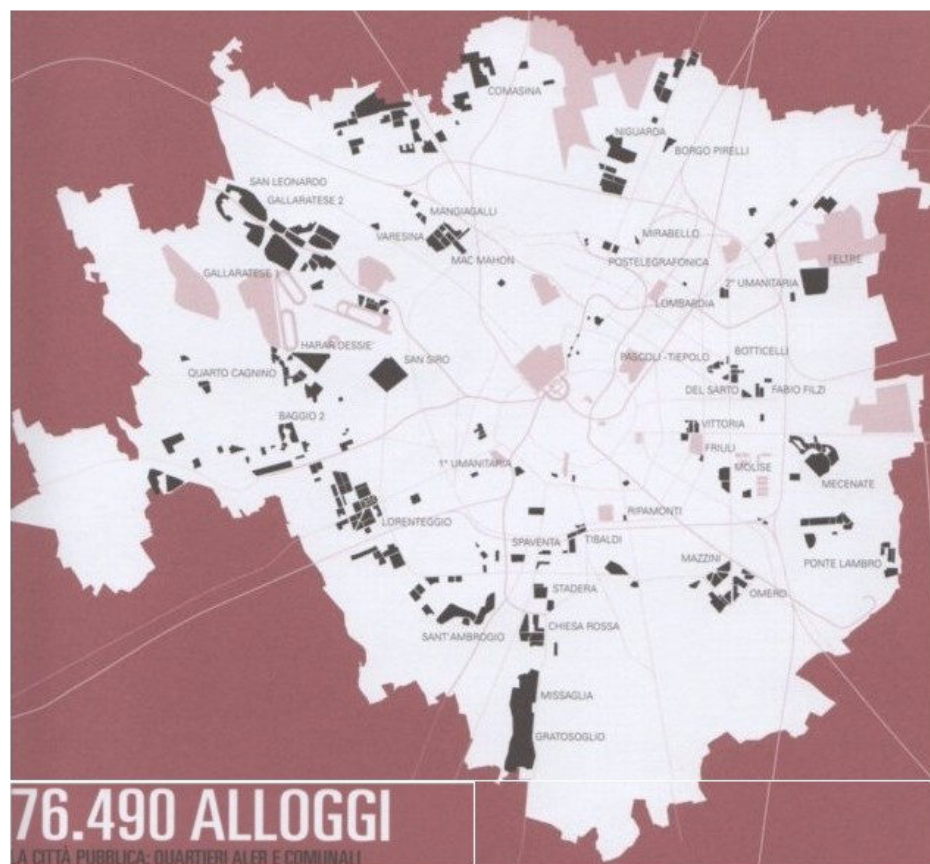 COMASINA
NIGUARDA
BORGO PIRELLI
SAN LEONARDO
GALLARATESE 2
MANGIAGALLI
VARESINA
MIRABELLO
MAC MAHON
POSTELEGRAFONICA
FELTRE
GALLARATESE 1
2° UMANITARIA
LOMBARDIA
HARAR DESSIE'
SAN SIRO
PASCOLI - TIEPOLO
BOTTICELLI
QUARTO CAGNINO
DEL SARTO
FABIO FILZI
BAGGIO 2
VITTORIA
FRIULI
1° UMANITARIA
MOLISE
MECENATE
RIPAMONTI
LORENTEGGIO
SPAVENTA
TIBALDI
MAZZINI
PONTE LAMBRO
STADERA
OMERO
CHIESA ROSSA
SANT'AMBROGIO
MISSAGLIA
GRATOSOGLIO
76.490 ALLOGGI
LA CITTÀ PUBBLICA: QUARTIERI ALER E COMUNALI